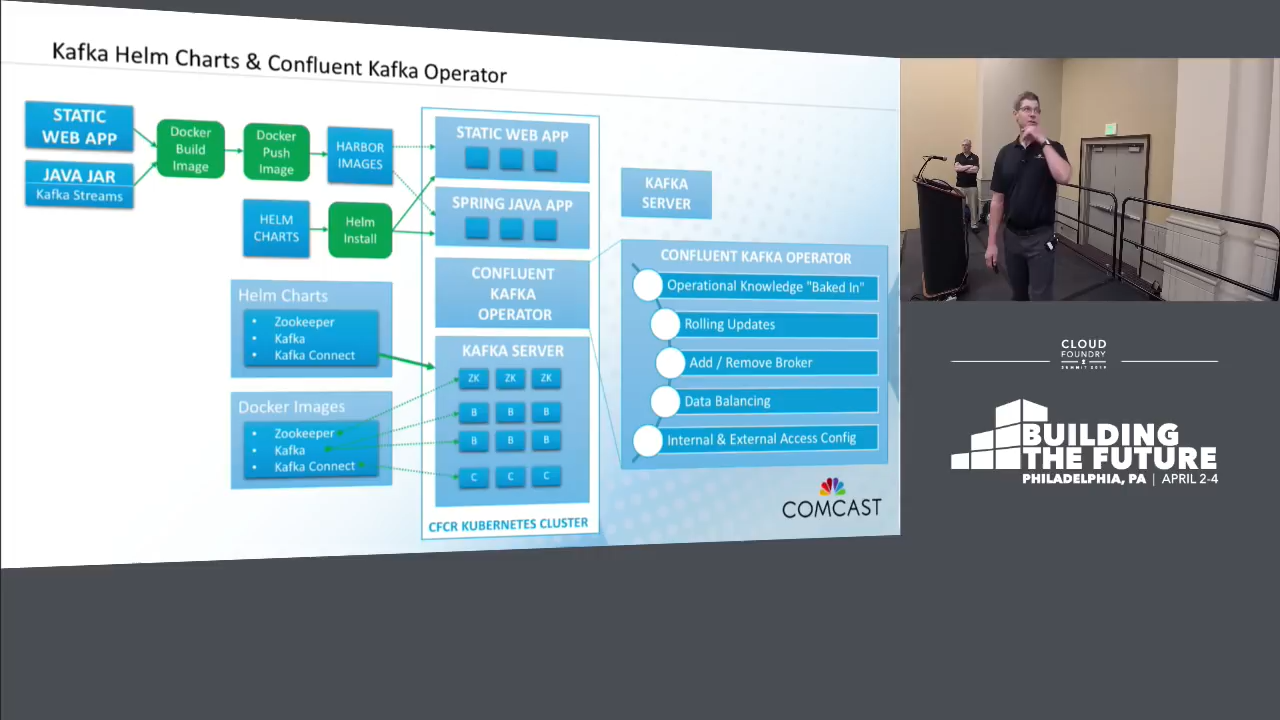 Kafka Helm Charts & Confluent Kafka Operator
STATIC
WEB APP
JAVA JAR
Kafka Streams
Docker
Build
Image
Docker
Push
Image
HARBOR
IMAGES
HELM
CHARTS
Helm
Install
Helm Charts
• Zookeeper
• Kafka
• Kafka Connect
Docker Images
• Zookeeper
• Kafka
• Kafka Connect
STATIC WEB APP
SPRING JAVA APP
CONFLUENT
KAFKA
OPERATOR
KAFKA SERVER
ZK ZK ZK
B B B
B B B
C C C
CFCR KUBERNETES CLUSTER
KAFKA
SERVER
CONFLUENT KAFKA OPERATOR
Operational Knowledge "Baked In"
Rolling Updates
Add / Remove Broker
Data Balancing
Internal & External Access Config
COMCAST
CLOUD
FOUNDRY
SUMMIT 2019
BUILDING
THE FUTURE
PHILADELPHIA, PA | APRIL 2-4